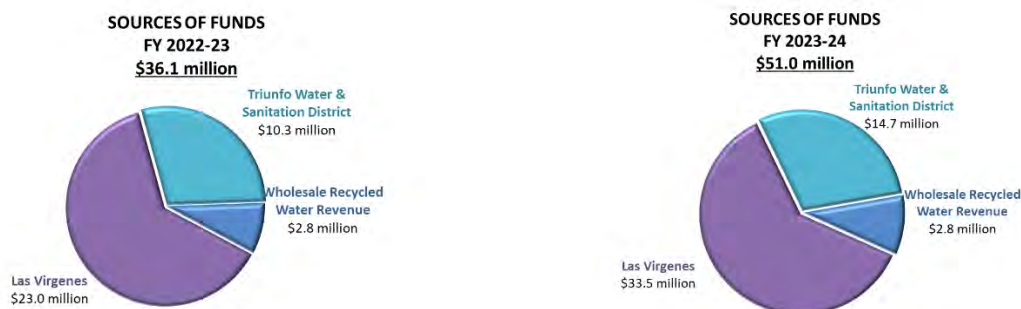 SOURCES OF FUNDS
FY 2022-23
$36.1 million
Triunfo Water &
Sanitation District
$10.3 million
Wholesale Recycled
Water Revenue
$2.8 million
Las Virgenes
$23.0 million
SOURCES OF FUNDS
FY 2023-24
$51.0 million
Triunfo Water &
Sanitation District
$14.7 million
Wholesale Recycled
Water Revenue
$2.8 million
Las Virgenes
$33.5 million